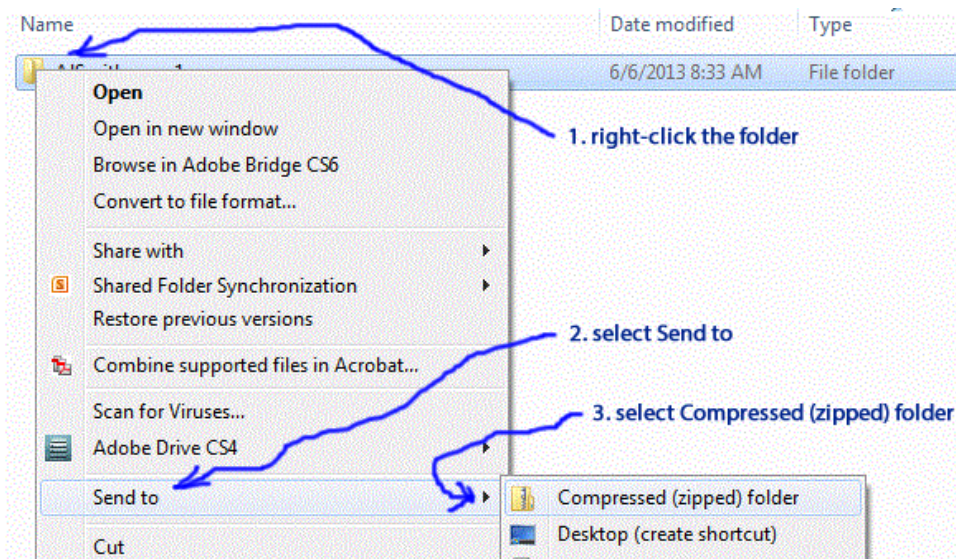 Name Date modified Type
6/6/2013 8:33 AM File folder
Open
Open in new window
Browse in Adobe Bridge CS6
Convert to file format...
1. right-click the folder
Share with
Shared Folder Synchronization
Restore previous versions
2. select Send to
Combine supported files in Acrobat...
Scan for Viruses...
3. select Compressed (zipped) folder
Adobe Drive CS4
Send to
Compressed (zipped) folder
Desktop (create shortcut)
Cut